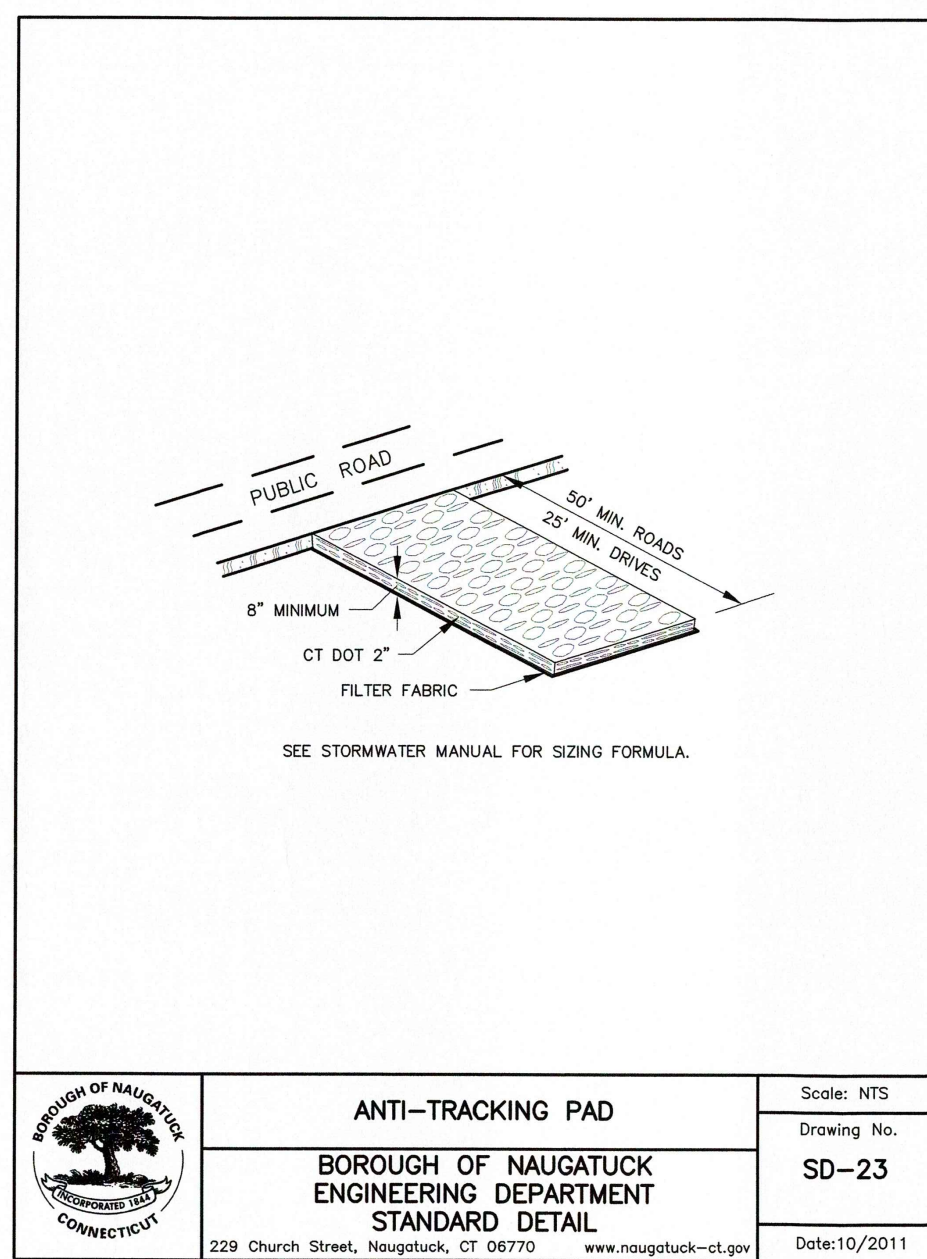 PUBLIC ROAD
50' MIN. ROADS
25' MIN. DRIVES
8" MINIMUM
CT DOT 2"
FILTER FABRIC
SEE STORMWATER MANUAL FOR SIZING FORMULA.
BOROUGH OF NAUGATUCK
INCORPORATED 1844
CONNECTICUT
ANTI-TRACKING PAD
BOROUGH OF NAUGATUCK
ENGINEERING DEPARTMENT
STANDARD DETAIL
229 Church Street, Naugatuck, CT 06770 www.naugatuck-ct.gov
Scale: NTS
Drawing No.
SD-23
Date:10/2011